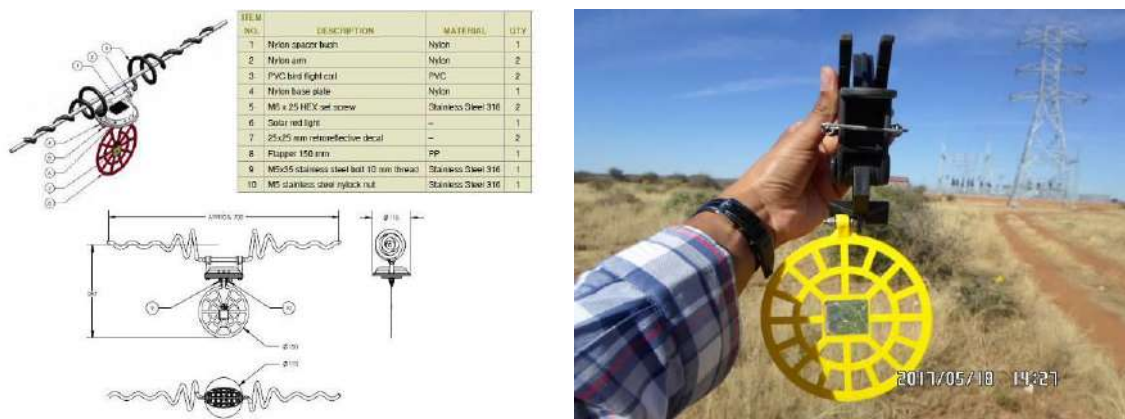 ITEM NO. DESCRIPTION MATERIAL QTY
1 Nylon spacer bush Nylon 1
2 Nylon arm Nylon 2
3 PVC bird flight coil PVC 2
4 Nylon base plate Nylon 1
5 M6 x 25 HEX set screw Stainless Steel 316 2
6 Solar red light – 1
7 25x25 mm retroreflective decal – 2
8 Flapper 150 mm PP 1
9 M5x35 stainless steel bolt 10 mm thread Stainless Steel 316 1
10 M5 stainless steel nylock nut Stainless Steel 316 1
Ø 150
2017/05/18 14:27